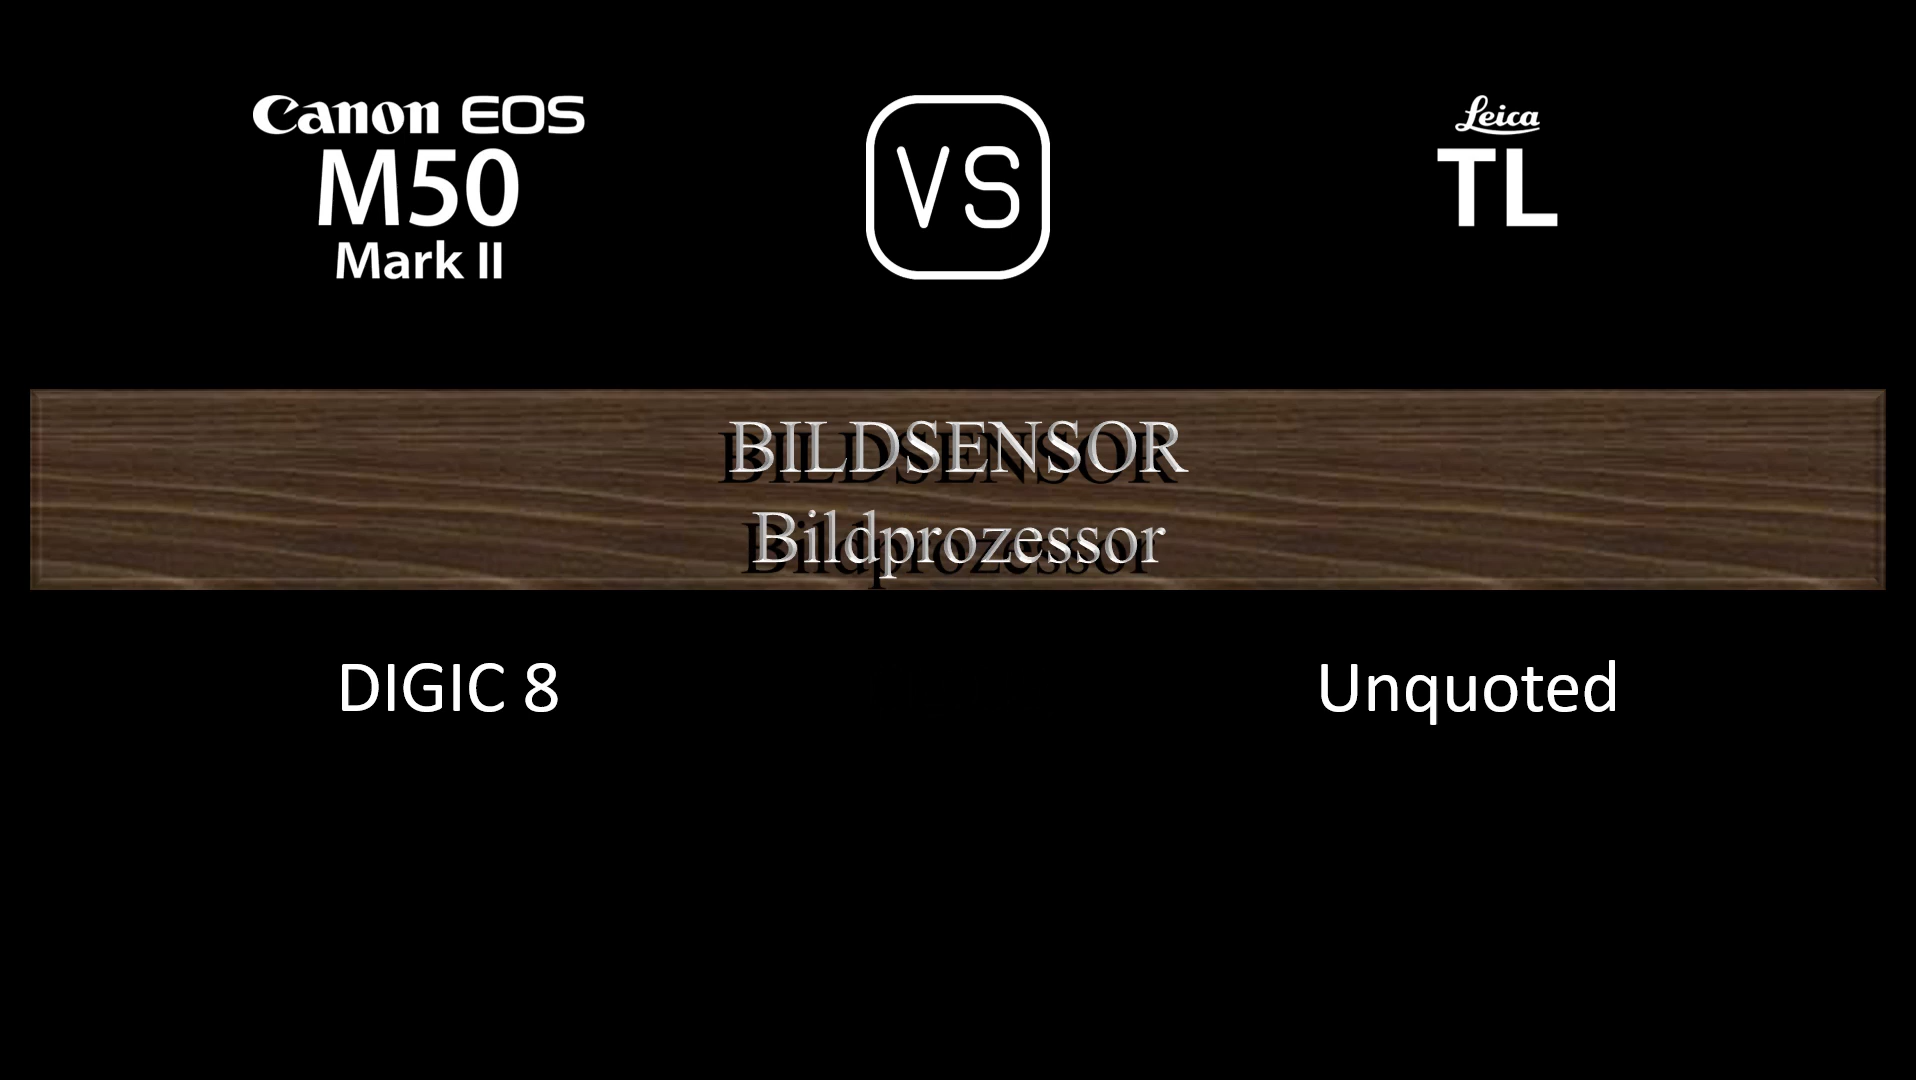 Canon EOS
M50
Mark II
VS
Leica
TL
BILDSENSOR
Bildprozessor
DIGIC 8
Unquoted